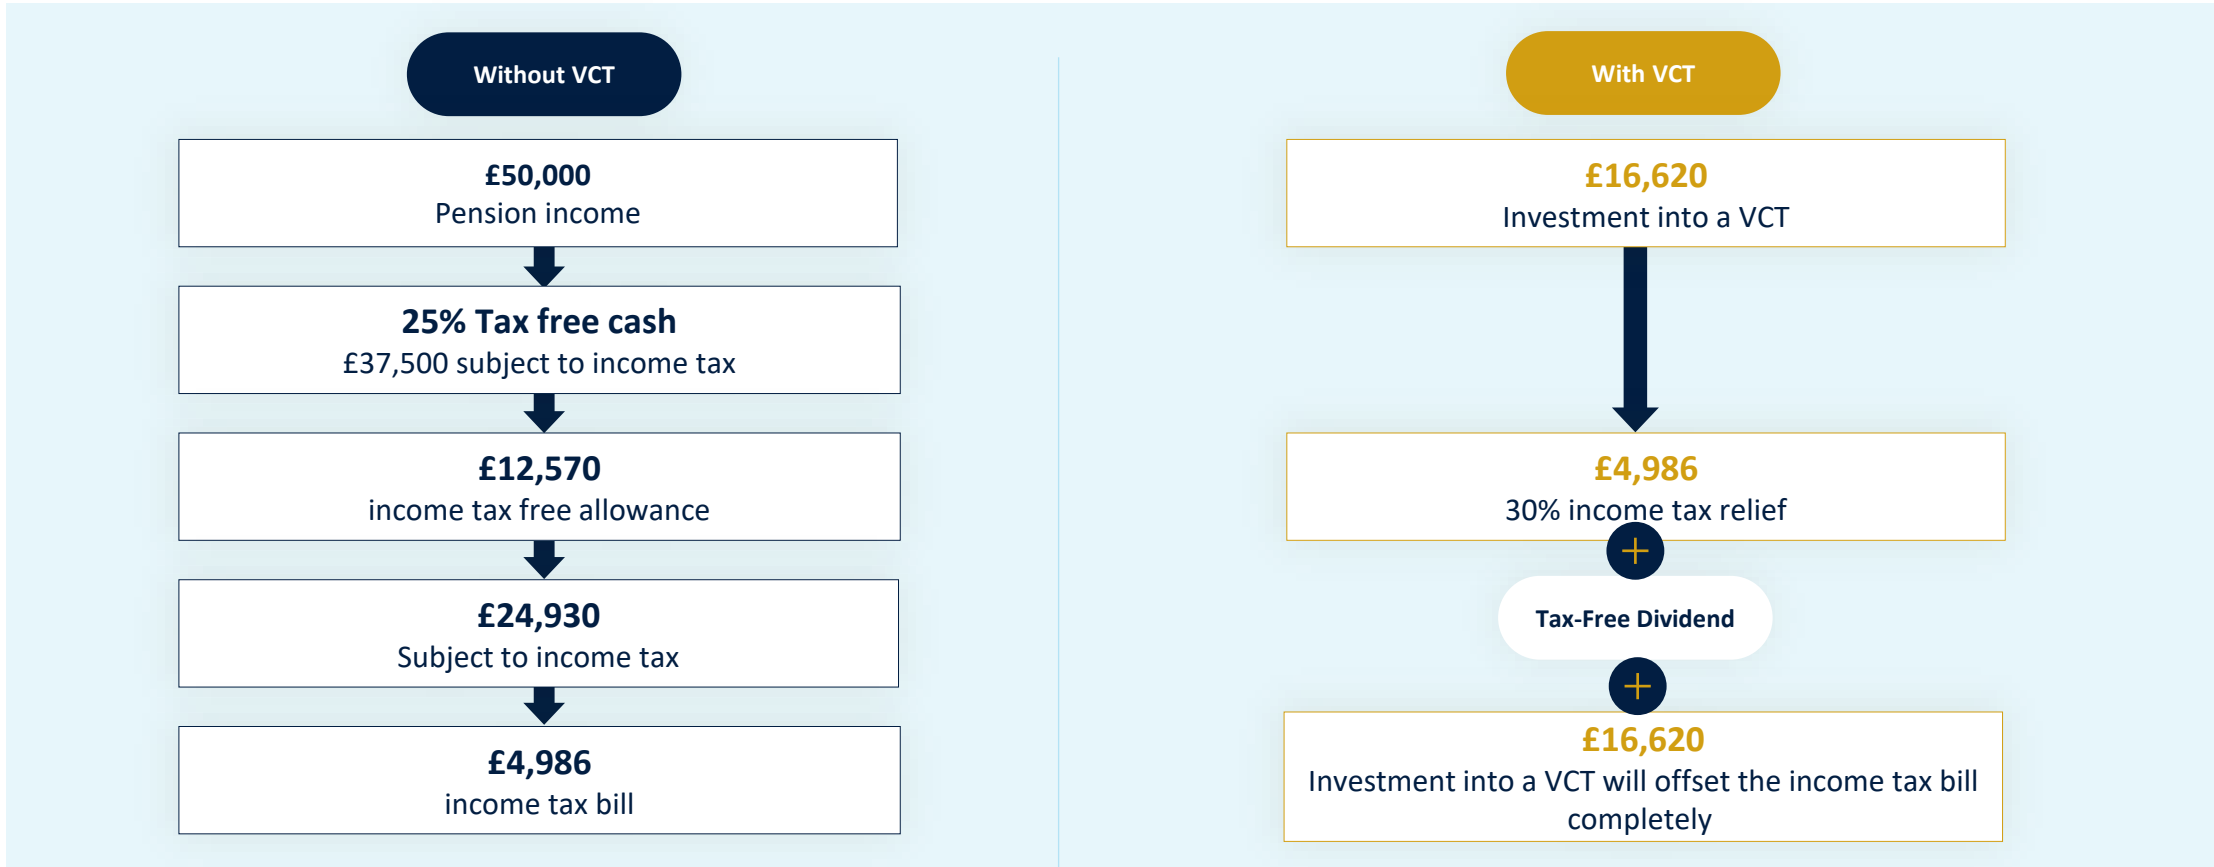 Without VCT
£50,000
Pension income
25% Tax free cash
£37,500 subject to income tax
£12,570
income tax free allowance
£24,930
Subject to income tax
£4,986
income tax bill
With VCT
£16,620
Investment into a VCT
£4,986
30% income tax relief
+
Tax-Free Dividend
+
£16,620
Investment into a VCT will offset the income tax bill
completely